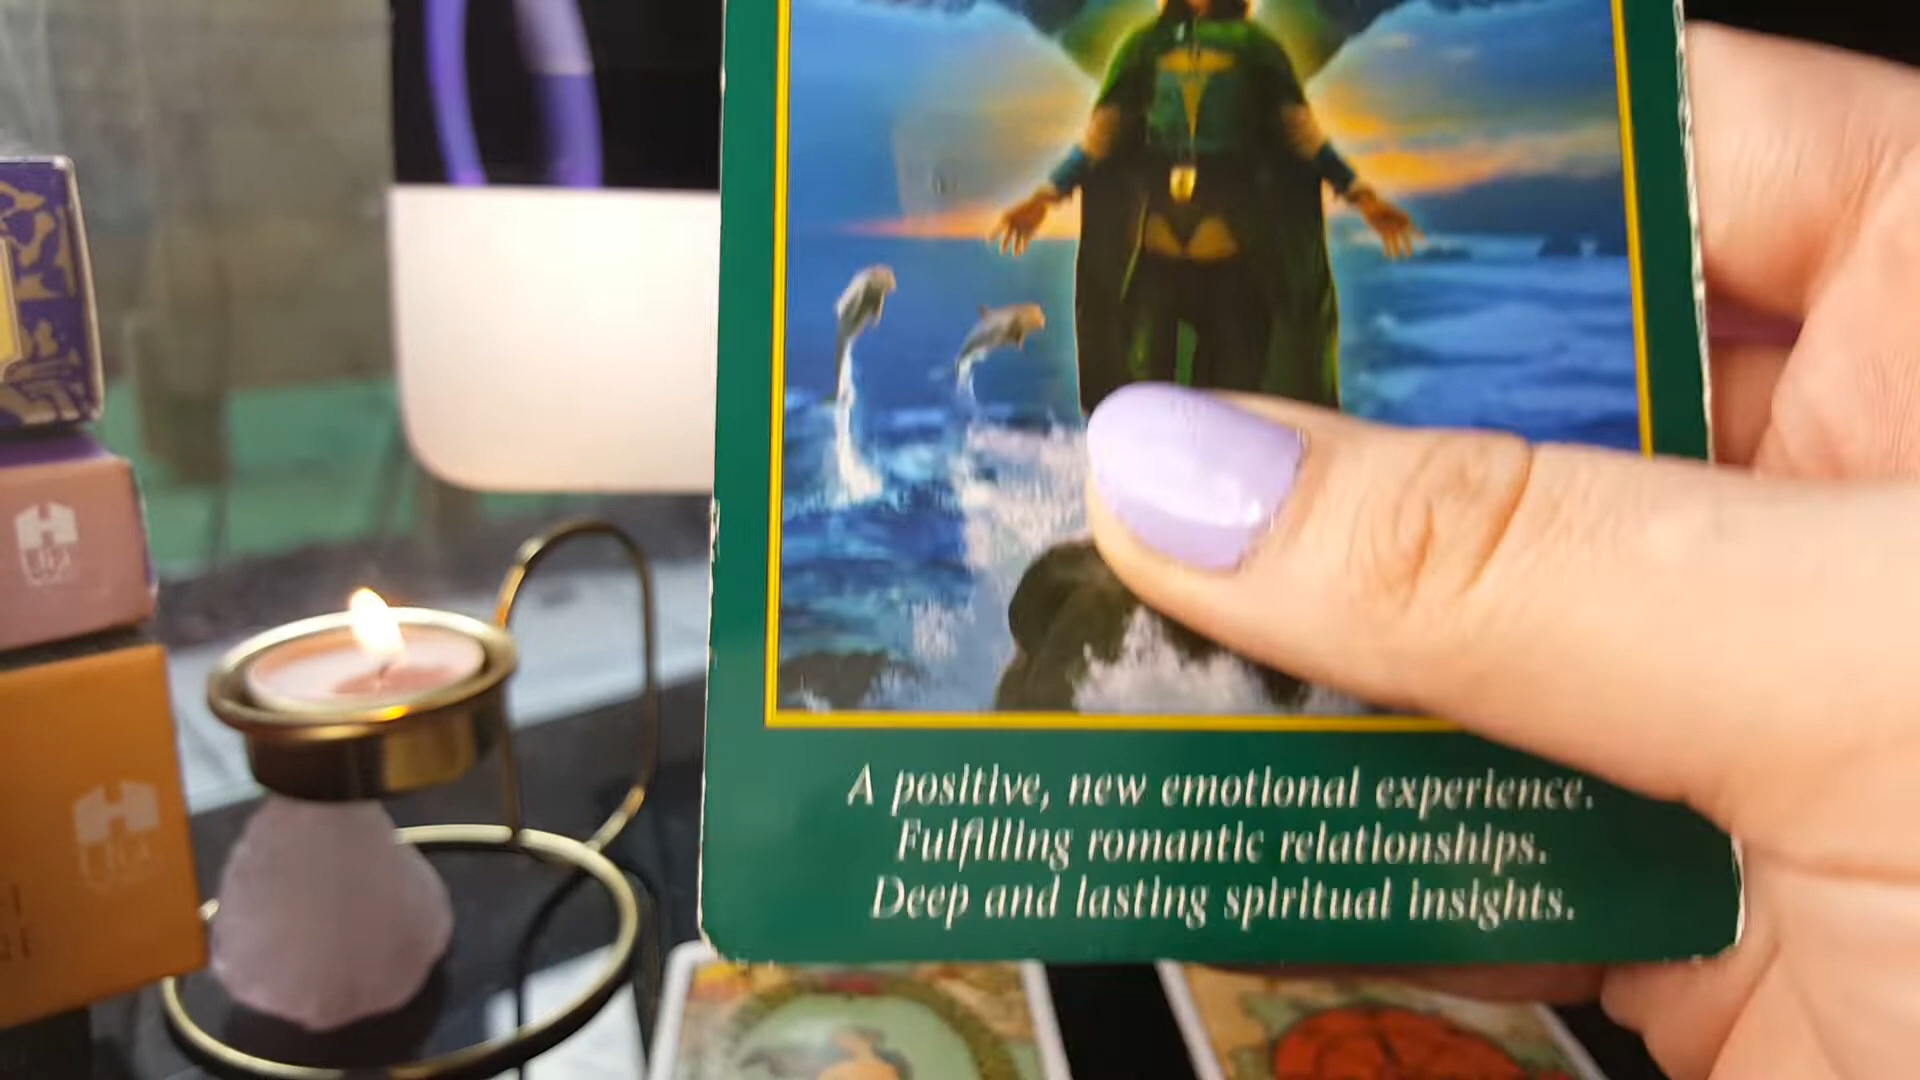 A positive, new emotional experience.
Fulfilling romantic relationships.
Deep and lasting spiritual insights.